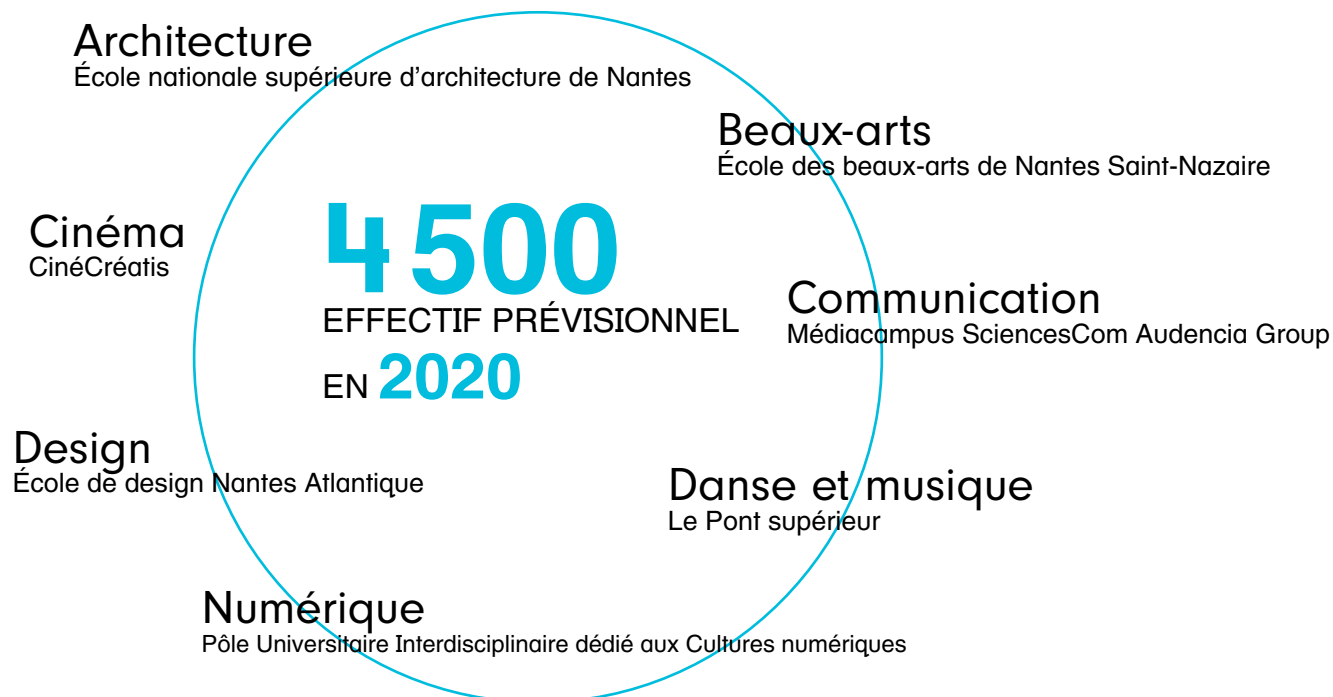 Architecture
École nationale supérieure d'architecture de Nantes
Beaux-arts
École des beaux-arts de Nantes Saint-Nazaire
Cinéma
CinéCréatis
4 500
EFFECTIF PRÉVISIONNEL
EN 2020
Communication
Médiacampus SciencesCom Audencia Group
Design
École de design Nantes Atlantique
Danse et musique
Le Pont supérieur
Numérique
Pôle Universitaire Interdisciplinaire dédié aux Cultures numériques